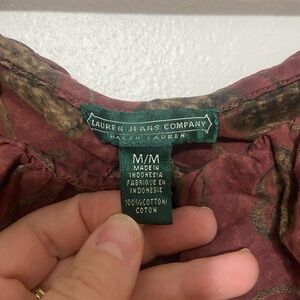 LAUREN JEANS COMPANY
RALPH LAUREN
M/M
MADE IN
INDONESIA
FABRIQUE EN
INDONESIE
100%COTTON/
COTON